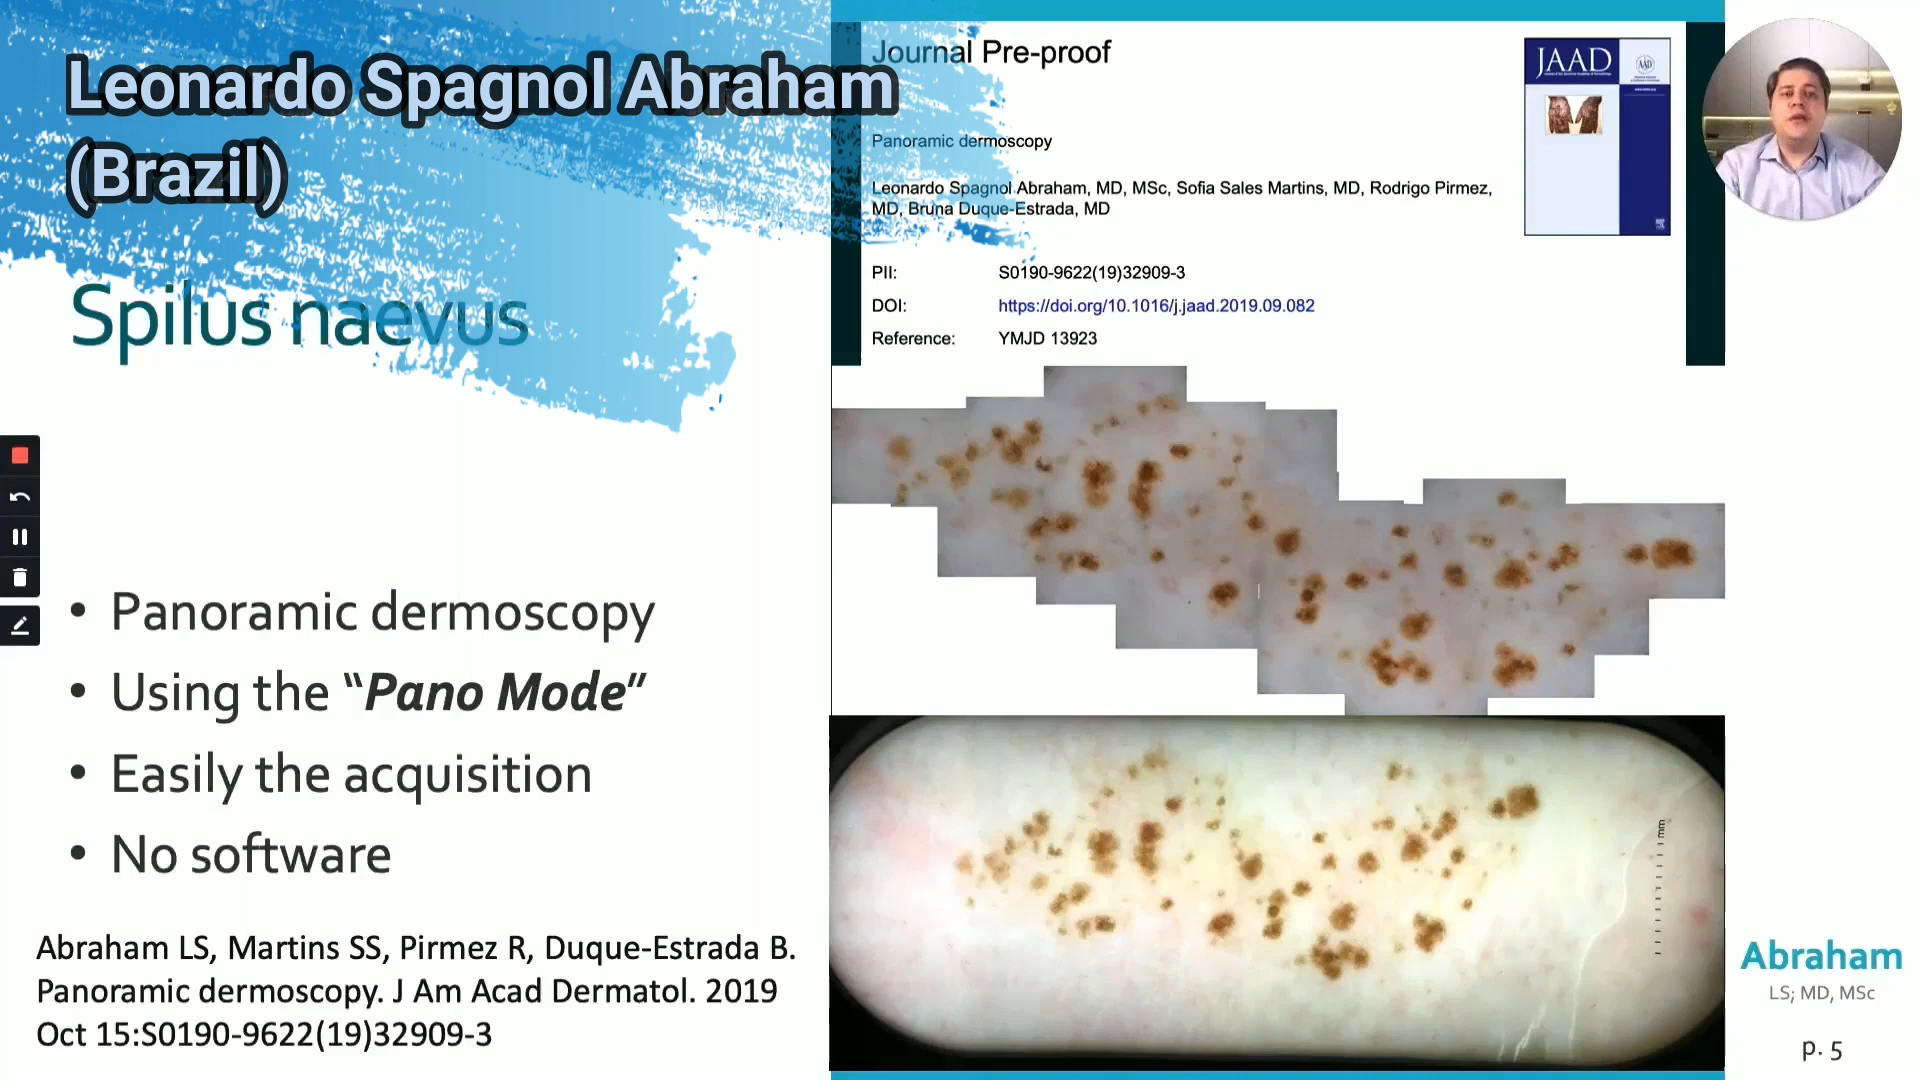 Leonardo Spagnol Abraham
(Brazil)
Spilus naevus
• Panoramic dermoscopy
• Using the “Pano Mode”
• Easily the acquisition
• No software
Abraham LS, Martins SS, Pirmez R, Duque-Estrada B.
Panoramic dermoscopy. J Am Acad Dermatol. 2019
Oct 15:S0190-9622(19)32909-3
Journal Pre-proof
Panoramic dermoscopy
Leonardo Spagnol Abraham, MD, MSc, Sofia Sales Martins, MD, Rodrigo Pirmez,
MD, Bruna Duque-Estrada, MD
PII: S0190-9622(19)32909-3
DOI: https://doi.org/10.1016/j.jaad.2019.09.082
Reference: YMJD 13923
JAAD
AAD
mm
Abraham
LS; MD, MSc
p. 5